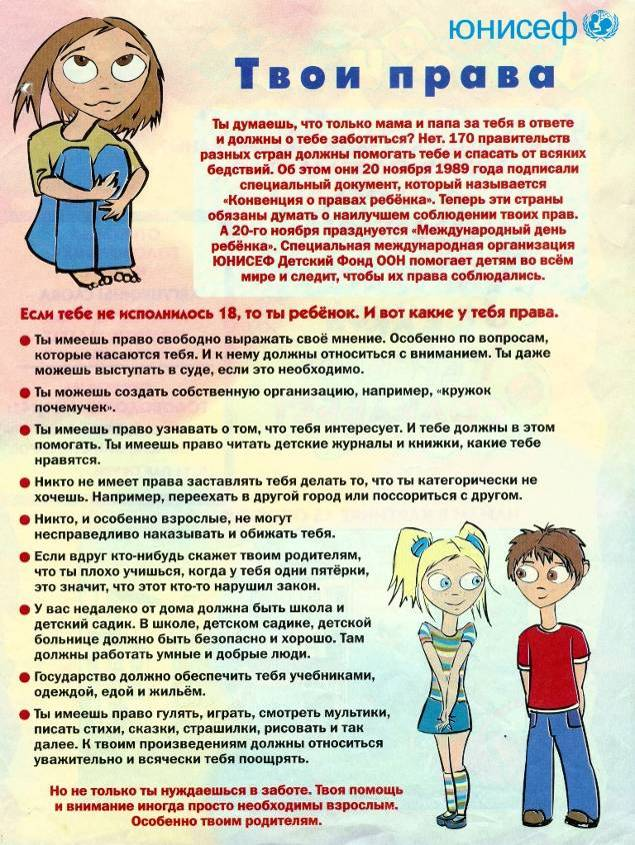 юнисеф
Твои права
Ты думаешь, что только мама и папа за тебя в ответе
и должны о тебе заботиться? Нет. 170 правительств
разных стран должны помогать тебе и спасать от всяких
бедствий. Об этом они 20 ноября 1989 года подписали
специальный документ, который называется
«Конвенция о правах ребёнка». Теперь эти страны
обязаны думать о наилучшем соблюдении твоих прав.
А 20-го ноября празднуется «Международный день
ребёнка». Специальная международная организация
ЮНИСЕФ Детский Фонд ООН помогает детям во всём
мире и следит, чтобы их права соблюдались.
Если тебе не исполнилось 18, то ты ребёнок. И вот какие у тебя права.
● Ты имеешь право свободно выражать своё мнение. Особенно по вопросам,
которые касаются тебя. И к нему должны относиться с вниманием. Ты даже
можешь выступать в суде, если это необходимо.
● Ты можешь создать собственную организацию, например, «кружок
почемучек».
● Ты имеешь право узнавать о том, что тебя интересует. И тебе должны в этом
помогать. Ты имеешь право читать детские журналы и книжки, какие тебе
нравятся.
● Никто не имеет права заставлять тебя делать то, что ты категорически не
хочешь. Например, переехать в другой город или поссориться с другом.
● Никто, и особенно взрослые, не могут
несправедливо наказывать и обижать тебя.
● Если вдруг кто-нибудь скажет твоим родителям,
что ты плохо учишься, когда у тебя одни пятёрки,
это значит, что этот кто-то нарушил закон.
● У вас недалеко от дома должна быть школа и
детский садик. В школе, детском садике, детской
больнице должно быть безопасно и хорошо. Там
должны работать умные и добрые люди.
● Государство должно обеспечить тебя учебниками,
одеждой, едой и жильём.
● Ты имеешь право гулять, играть, смотреть мультики,
писать стихи, сказки, страшилки, рисовать и так
далее. К твоим произведениям должны относиться
уважительно и всячески тебя поощрять.
Но не только ты нуждаешься в заботе. Твоя помощь
и внимание иногда просто необходимы взрослым.
Особенно твоим родителям.